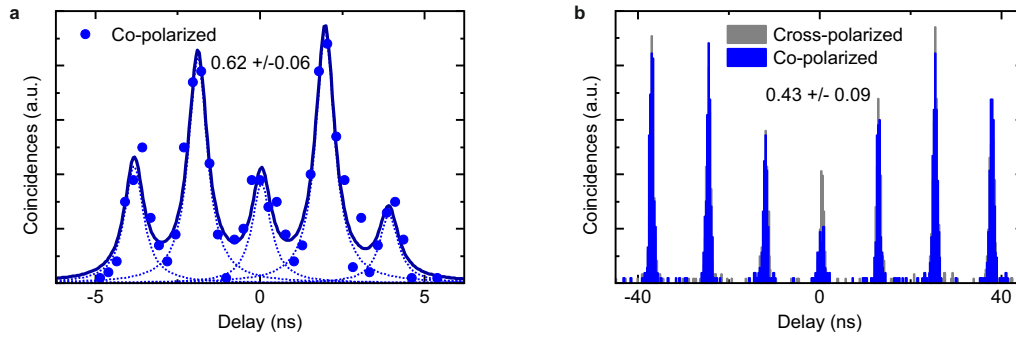 a
Coincidences (a.u.)
Co-polarized
0.62 +/-0.06
-5
0
5
Delay (ns)
b
Coincidences (a.u.)
Cross-polarized
Co-polarized
0.43 +/- 0.09
-40
0
40
Delay (ns)